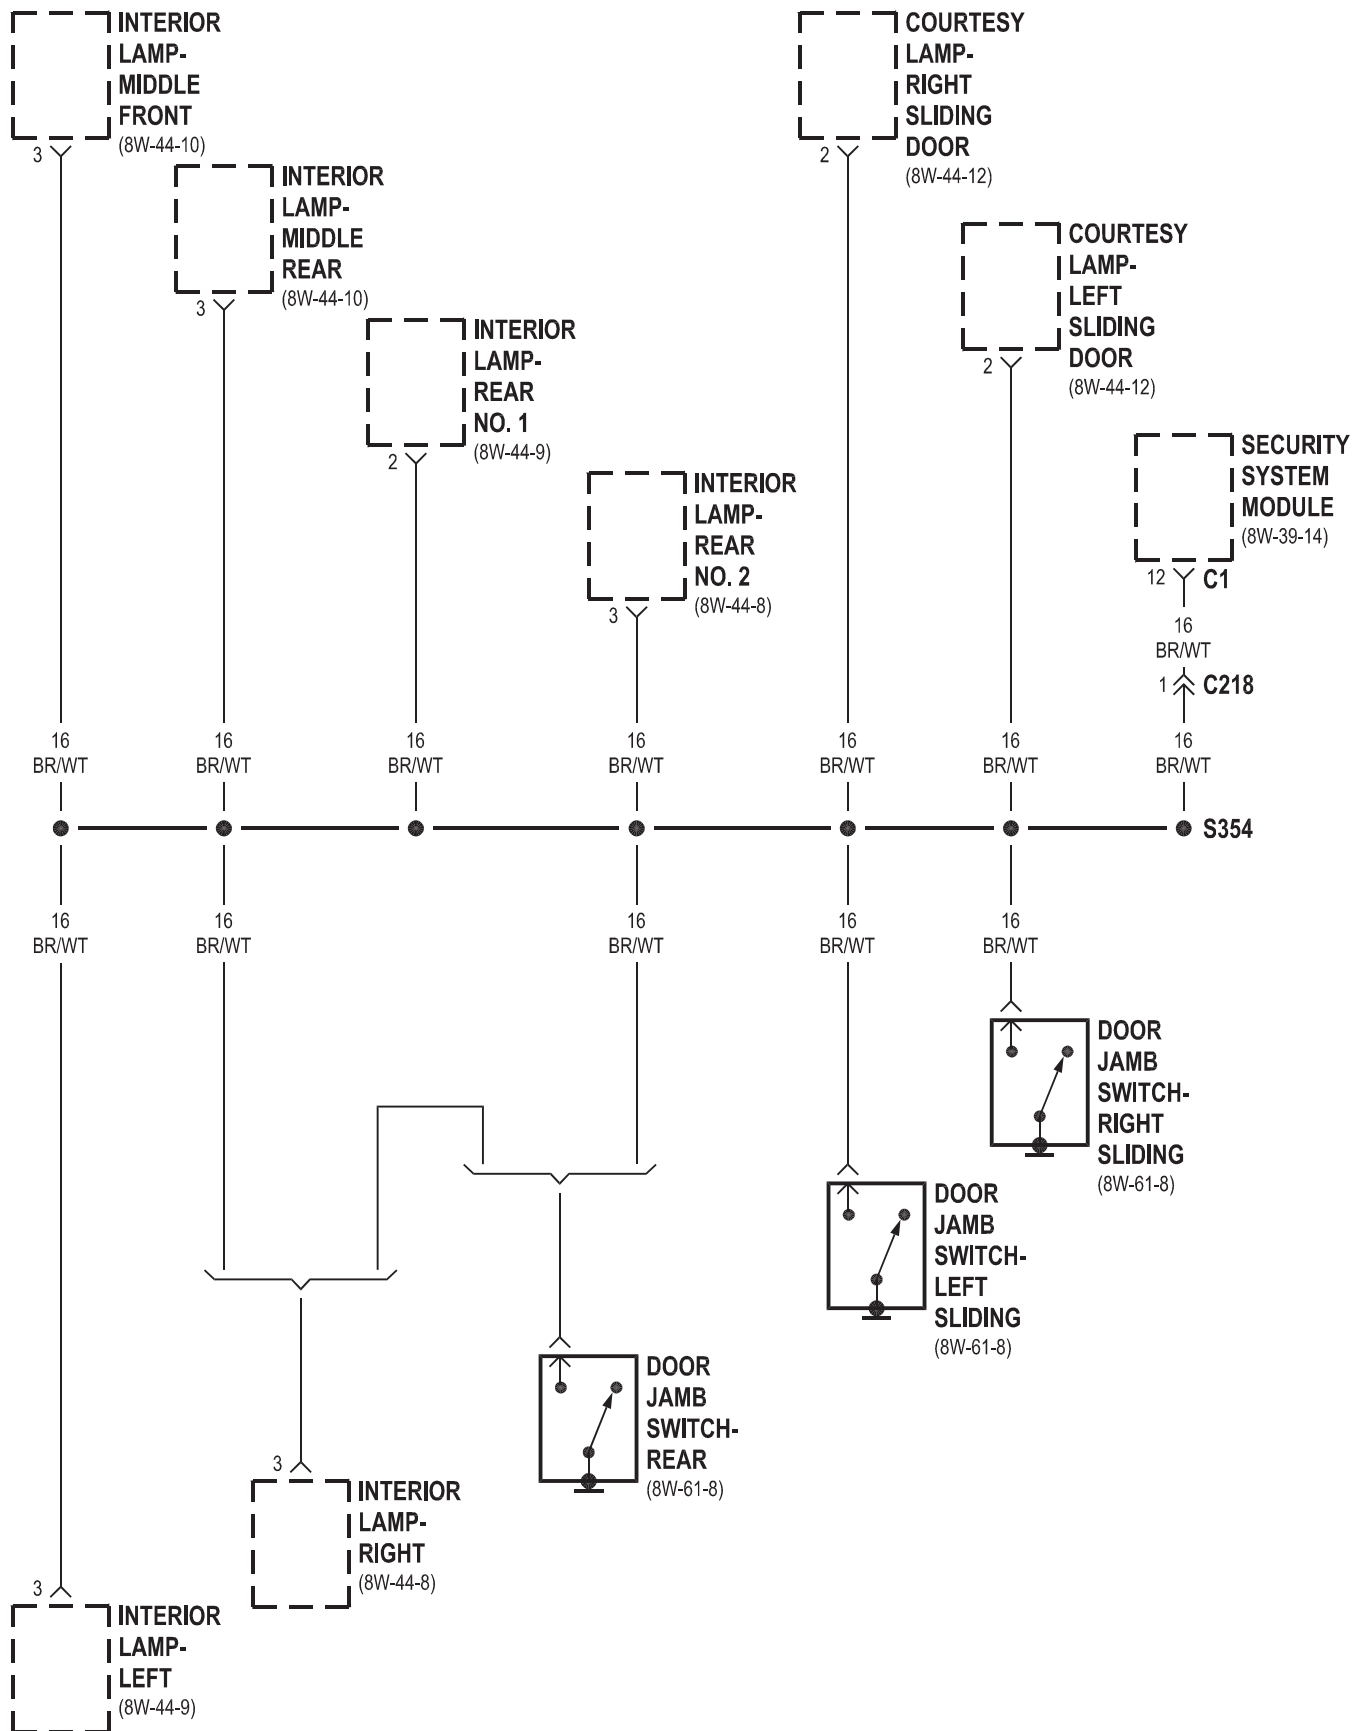 INTERIOR
LAMP-
MIDDLE
FRONT
(8W-44-10)
3
INTERIOR
LAMP-
MIDDLE
REAR
(8W-44-10)
3
INTERIOR
LAMP-
REAR
NO. 1
(8W-44-9)
2
INTERIOR
LAMP-
REAR
NO. 2
(8W-44-8)
3
COURTESY
LAMP-
RIGHT
SLIDING
DOOR
(8W-44-12)
2
COURTESY
LAMP-
LEFT
SLIDING
DOOR
(8W-44-12)
2
SECURITY
SYSTEM
MODULE
(8W-39-14)
12
C1
16
BR/WT
1
C218
16
BR/WT
16
BR/WT
16
BR/WT
16
BR/WT
16
BR/WT
16
BR/WT
16
BR/WT
S354
16
BR/WT
16
BR/WT
16
BR/WT
16
BR/WT
16
BR/WT
DOOR
JAMB
SWITCH-
RIGHT
SLIDING
(8W-61-8)
DOOR
JAMB
SWITCH-
LEFT
SLIDING
(8W-61-8)
DOOR
JAMB
SWITCH-
REAR
(8W-61-8)
3
INTERIOR
LAMP-
RIGHT
(8W-44-8)
3
INTERIOR
LAMP-
LEFT
(8W-44-9)